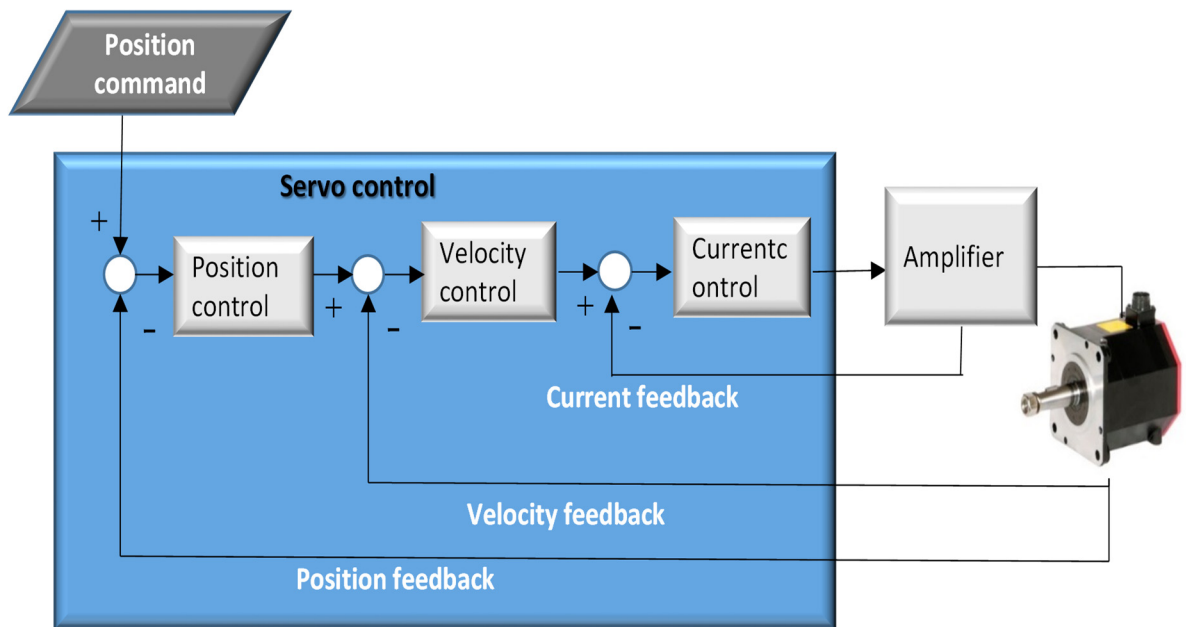 Position
command
Servo control
+
Position
control
+
-
Velocity
control
+
-
Currentc
ontrol
-
Amplifier
Current feedback
Velocity feedback
Position feedback